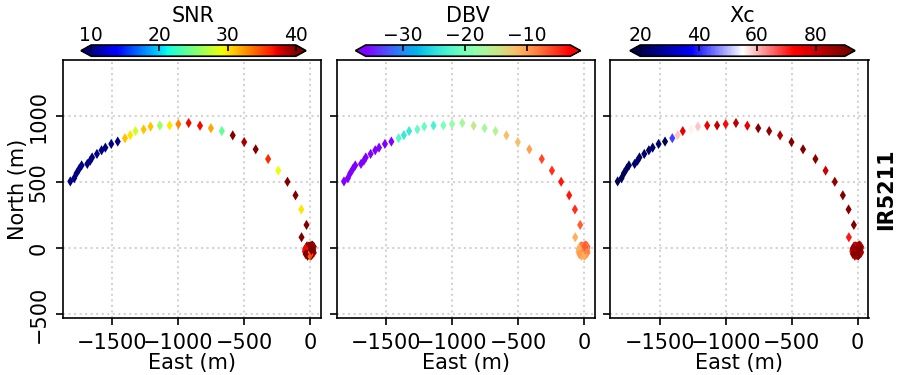 SNR DBV Xc
10 20 30 40 −30 −20 −10 20 40 60 80
1000
500
0
−500
North (m)
IR5211
−1500 −1000 −500 0 −1500 −1000 −500 0 −1500 −1000 −500 0
East (m) East (m) East (m)